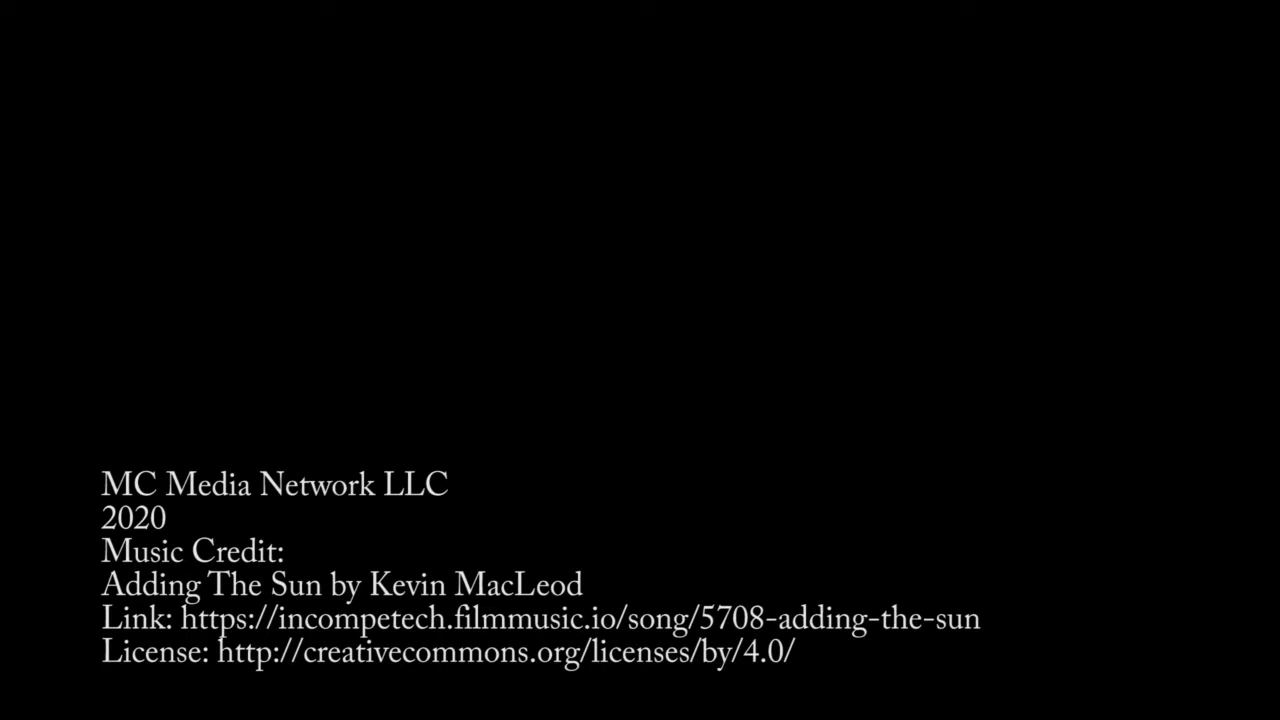 MC Media Network LLC
2020
Music Credit:
Adding The Sun by Kevin MacLeod
Link: https://incompetech.filmmusic.io/song/5708-adding-the-sun
License: http://creativecommons.org/licenses/by/4.0/